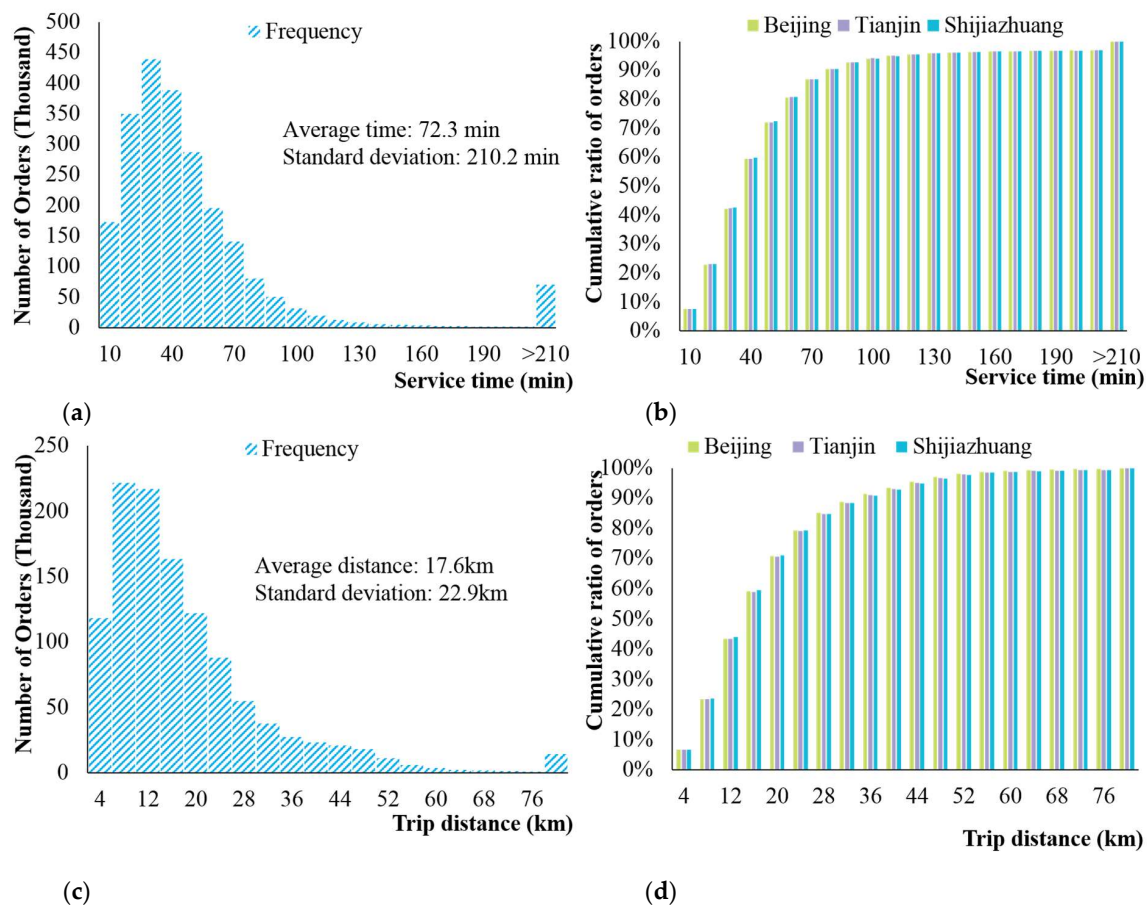 Frequency
Number of Orders (Thousand)
500
450
400
350
300
250
200
150
100
50
0
Average time: 72.3 min
Standard deviation: 210.2 min
10 40 70 100 130 160 190 >210
Service time (min)
(a)
Beijing Tianjin Shijiazhuang
Cumulative ratio of orders
100%
90%
80%
70%
60%
50%
40%
30%
20%
10%
0%
10 40 70 100 130 160 190 >210
Service time (min)
(b)
Frequency
Number of Orders (Thousand)
250
200
150
100
50
0
Average distance: 17.6km
Standard deviation: 22.9km
4 12 20 28 36 44 52 60 68 76
Trip distance (km)
(c)
Beijing Tianjin Shijiazhuang
Cumulative ratio of orders
100%
90%
80%
70%
60%
50%
40%
30%
20%
10%
0%
4 12 20 28 36 44 52 60 68 76
Trip distance (km)
(d)